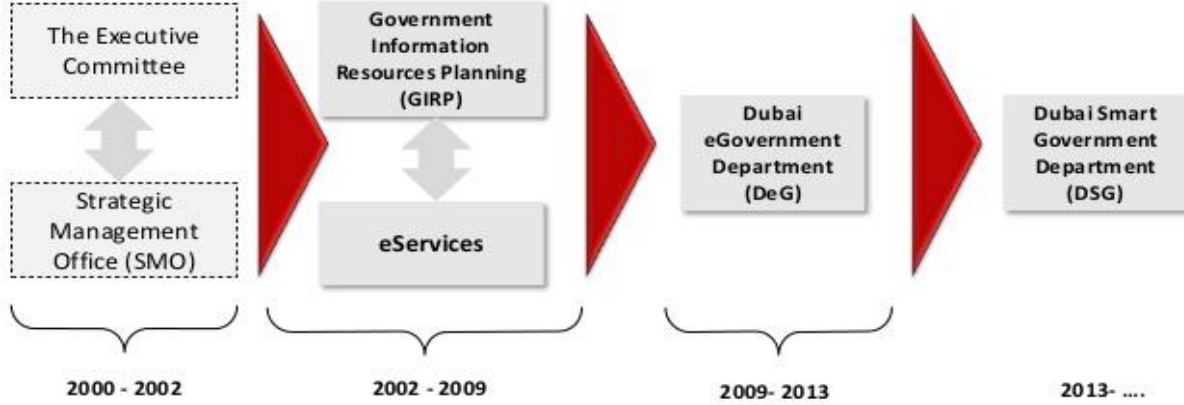 The Executive
Committee
Strategic
Management
Office (SMO)
2000 - 2002
Government
Information
Resources Planning
(GIRP)
eServices
2002 - 2009
Dubai
eGovernment
Department
(DeG)
2009- 2013
Dubai Smart
Government
Department
(DSG)
2013- ....